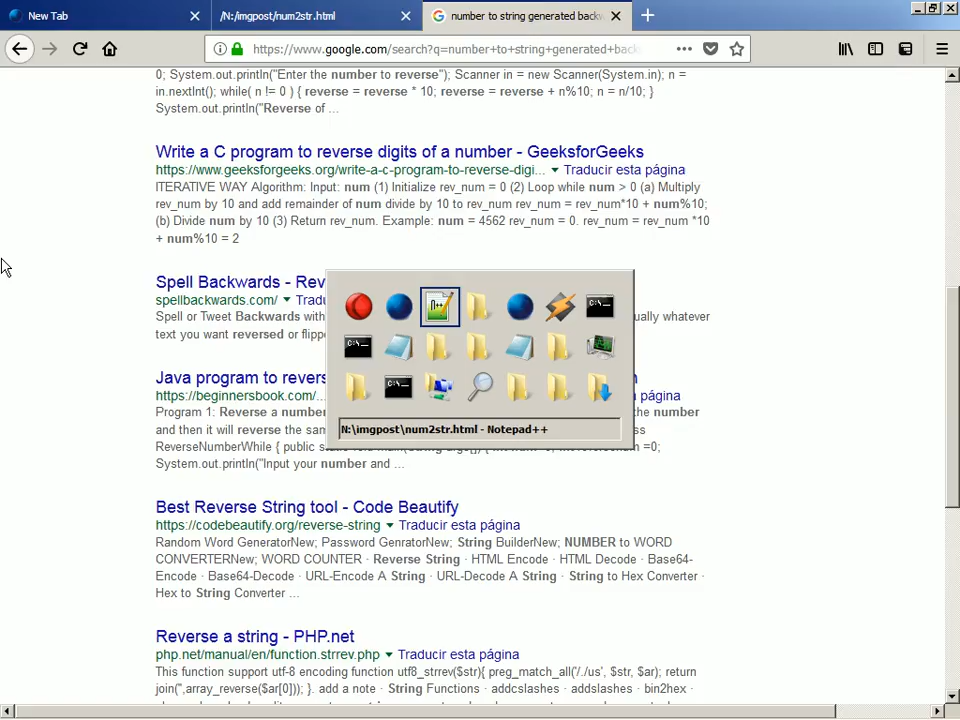 New Tab
/N:/imgpost/num2str.html
number to string generated backw
https://www.google.com/search?q=number+to+string+generated+back
0; System.out.println("Enter the number to reverse"); Scanner in = new Scanner(System.in); n =
in.nextInt(); while( n != 0 ) { reverse = reverse * 10; reverse = reverse + n%10; n = n/10; }
System.out.println("Reverse of ...
Write a C program to reverse digits of a number - GeeksforGeeks
https://www.geeksforgeeks.org/write-a-c-program-to-reverse-digi... Traducir esta página
ITERATIVE WAY Algorithm: Input: num (1) Initialize rev_num = 0 (2) Loop while num > 0 (a) Multiply
rev_num by 10 and add remainder of num divide by 10 to rev_num rev_num = rev_num*10 + num%10;
(b) Divide num by 10 (3) Return rev_num. Example: num = 4562 rev_num = 0. rev_num = rev_num *10
+ num%10 = 2
Spell Backwards - Rev
spellbackwards.com/ Tradu
Spell or Tweet Backwards with
ually whatever
text you want reversed or flippe
Java program to revers
https://beginnersbook.com/...
página
Program 1: Reverse a number
the number
and then it will reverse the sam
ReverseNumberWhile { public
System.out.println("Input your number and ...
N:\imgpost\num2str.html - Notepad++
Best Reverse String tool - Code Beautify
https://codebeautify.org/reverse-string Traducir esta página
Random Word GeneratorNew; Password GenratorNew; String BuilderNew; NUMBER to WORD
CONVERTERNew; WORD COUNTER · Reverse String · HTML Encode · HTML Decode · Base64-
Encode · Base64-Decode · URL-Encode A String · URL-Decode A String · String to Hex Converter ·
Hex to String Converter ...
Reverse a string - PHP.net
php.net/manual/en/function.strrev.php Traducir esta página
This function support utf-8 encoding function utf8_strrev($str){ preg_match_all('/./us', $str, $ar); return
join('',array_reverse($ar[0])); }. add a note · String Functions · addcslashes · addslashes · bin2hex ·